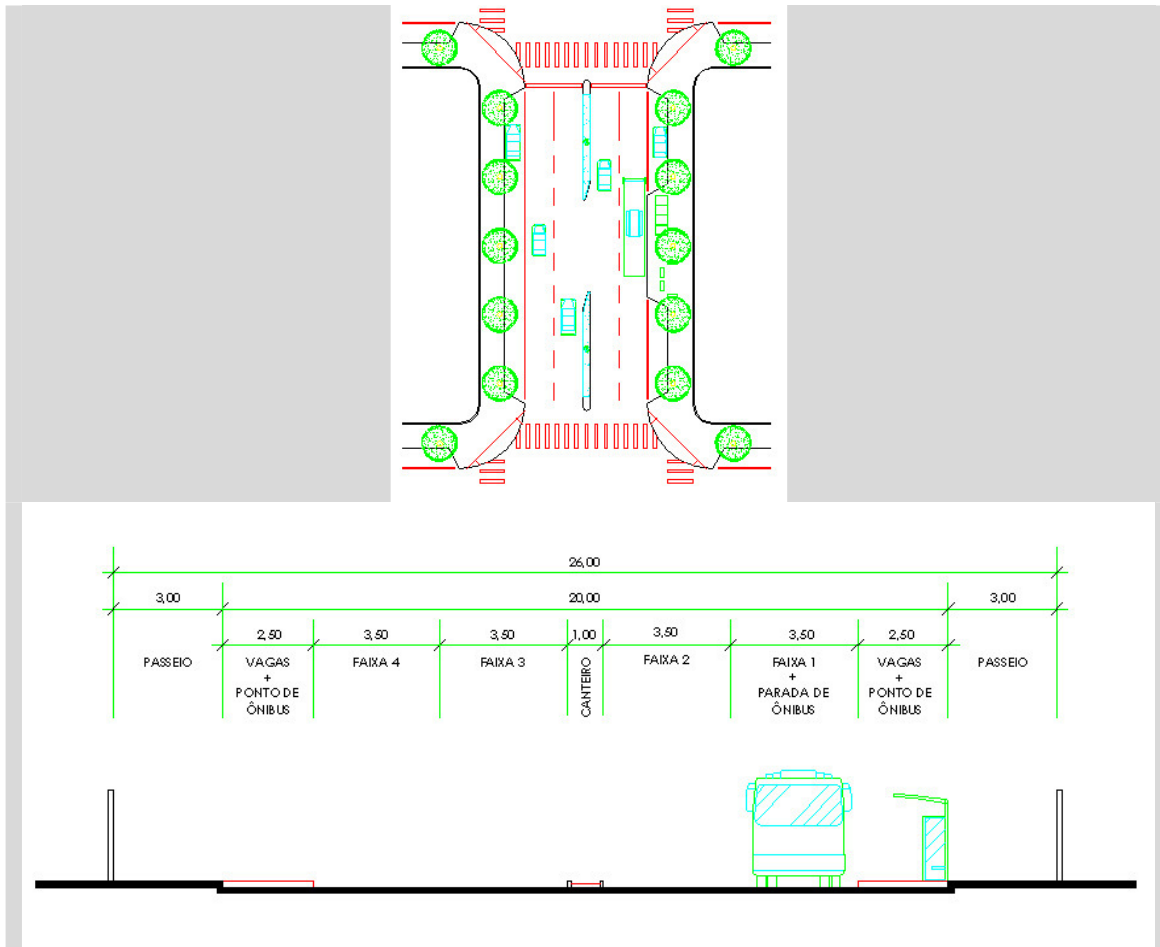 26,00
3,00 20,00 3,00
2,50 3,50 3,50 1,00 3,50 3,50 2,50
PASSEIO
VAGAS
+
PONTO DE
ÔNIBUS
FAIXA 4
FAIXA 3
CANTEIRO
FAIXA 2
FAIXA 1
+
PARADA DE
ÔNIBUS
VAGAS
+
PONTO DE
ÔNIBUS
PASSEIO